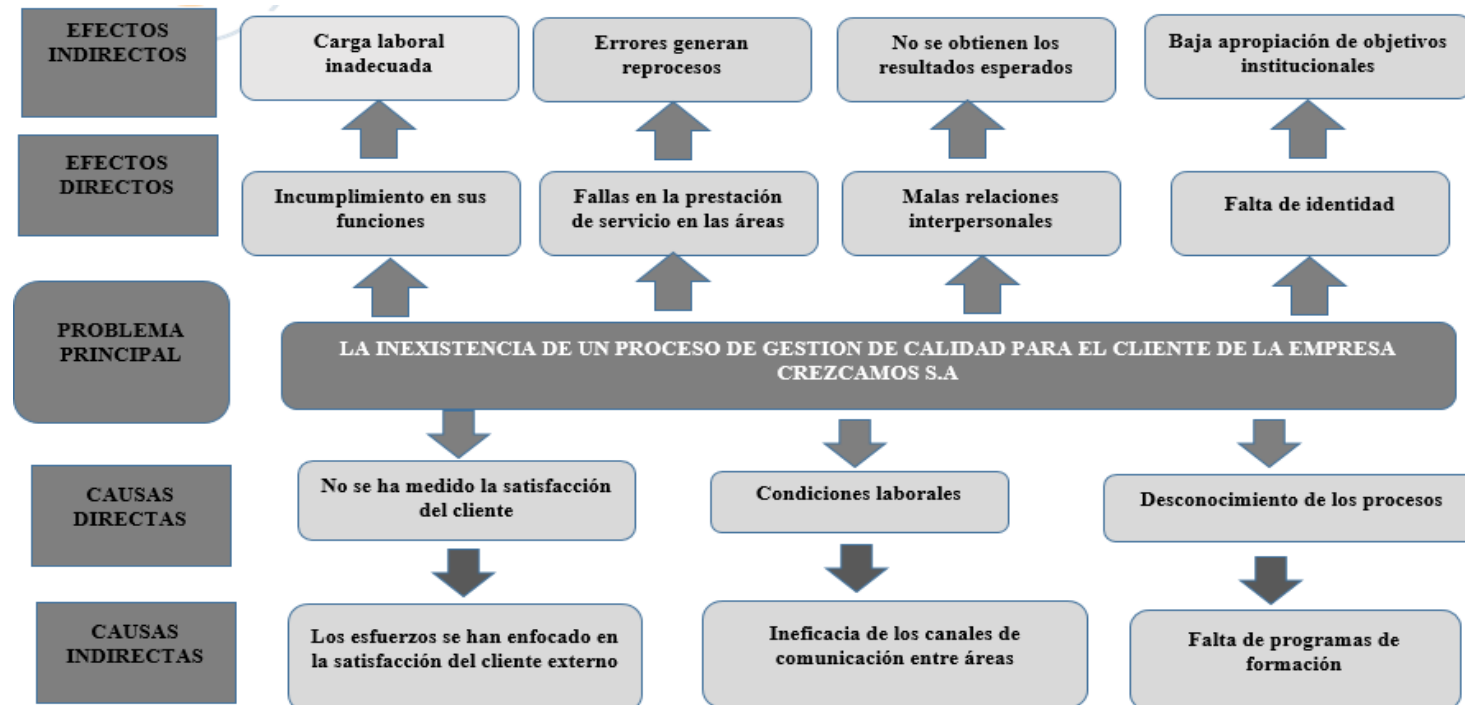 EFECTOS
INDIRECTOS
Carga laboral
inadecuada
Errores generan
reprocesos
No se obtienen los
resultados esperados
Baja apropiación de objetivos
institucionales
EFECTOS
DIRECTOS
Incumplimiento en sus
funciones
Fallas en la prestación
de servicio en las áreas
Malas relaciones
interpersonales
Falta de identidad
PROBLEMA
PRINCIPAL
LA INEXISTENCIA DE UN PROCESO DE GESTION DE CALIDAD PARA EL CLIENTE DE LA EMPRESA
CREZCAMOS S.A
CAUSAS
DIRECTAS
No se ha medido la satisfacción
del cliente
Condiciones laborales
Desconocimiento de los procesos
CAUSAS
INDIRECTAS
Los esfuerzos se han enfocado en
la satisfacción del cliente externo
Ineficacia de los canales de
comunicación entre áreas
Falta de programas de
formación